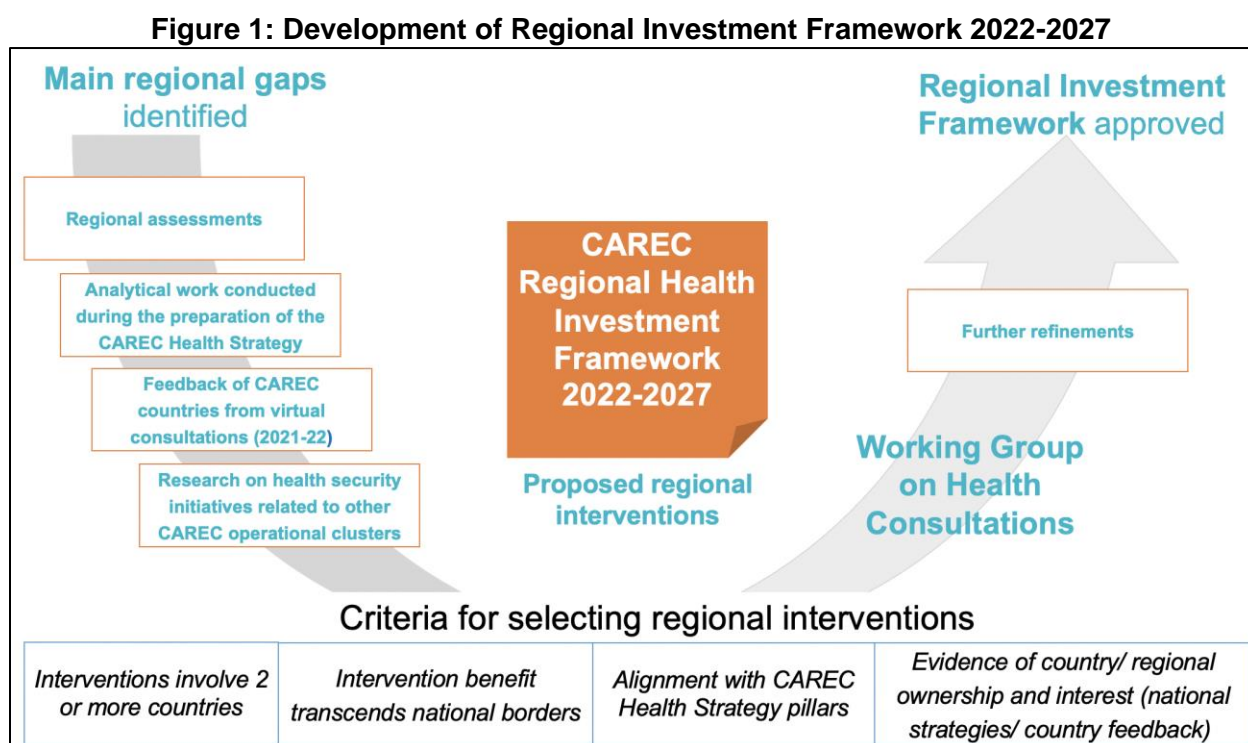 Figure 1: Development of Regional Investment Framework 2022-2027
Main regional gaps
identified
Regional assessments
Analytical work conducted
during the preparation of the
CAREC Health Strategy
Feedback of CAREC
countries from virtual
consultations (2021-22)
Research on health security
initiatives related to other
CAREC operational clusters
CAREC
Regional Health
Investment
Framework
2022-2027
Proposed regional
interventions
Regional Investment
Framework approved
Further refinements
Working Group
on Health
Consultations
Criteria for selecting regional interventions
Interventions involve 2
or more countries
Intervention benefit
transcends national borders
Alignment with CAREC
Health Strategy pillars
Evidence of country/ regional
ownership and interest (national
strategies/ country feedback)